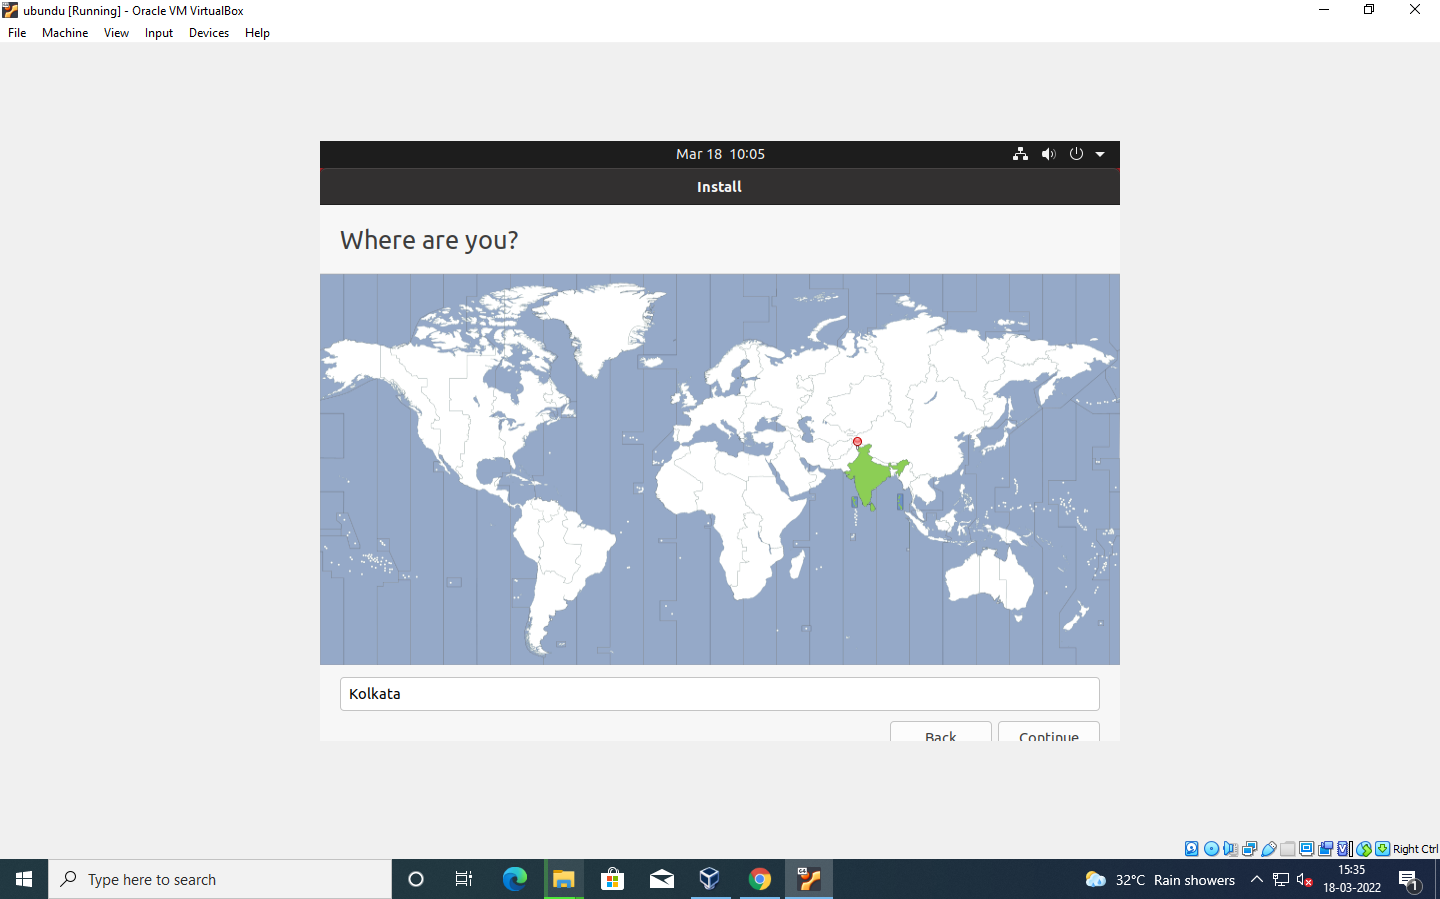 ubundu [Running] - Oracle VM VirtualBox
File Machine View Input Devices Help
Mar 18 10:05
Install
Where are you?
Kolkata
Back Continue
Right Ctrl
Type here to search
32°C Rain showers
15:35
18-03-2022
1